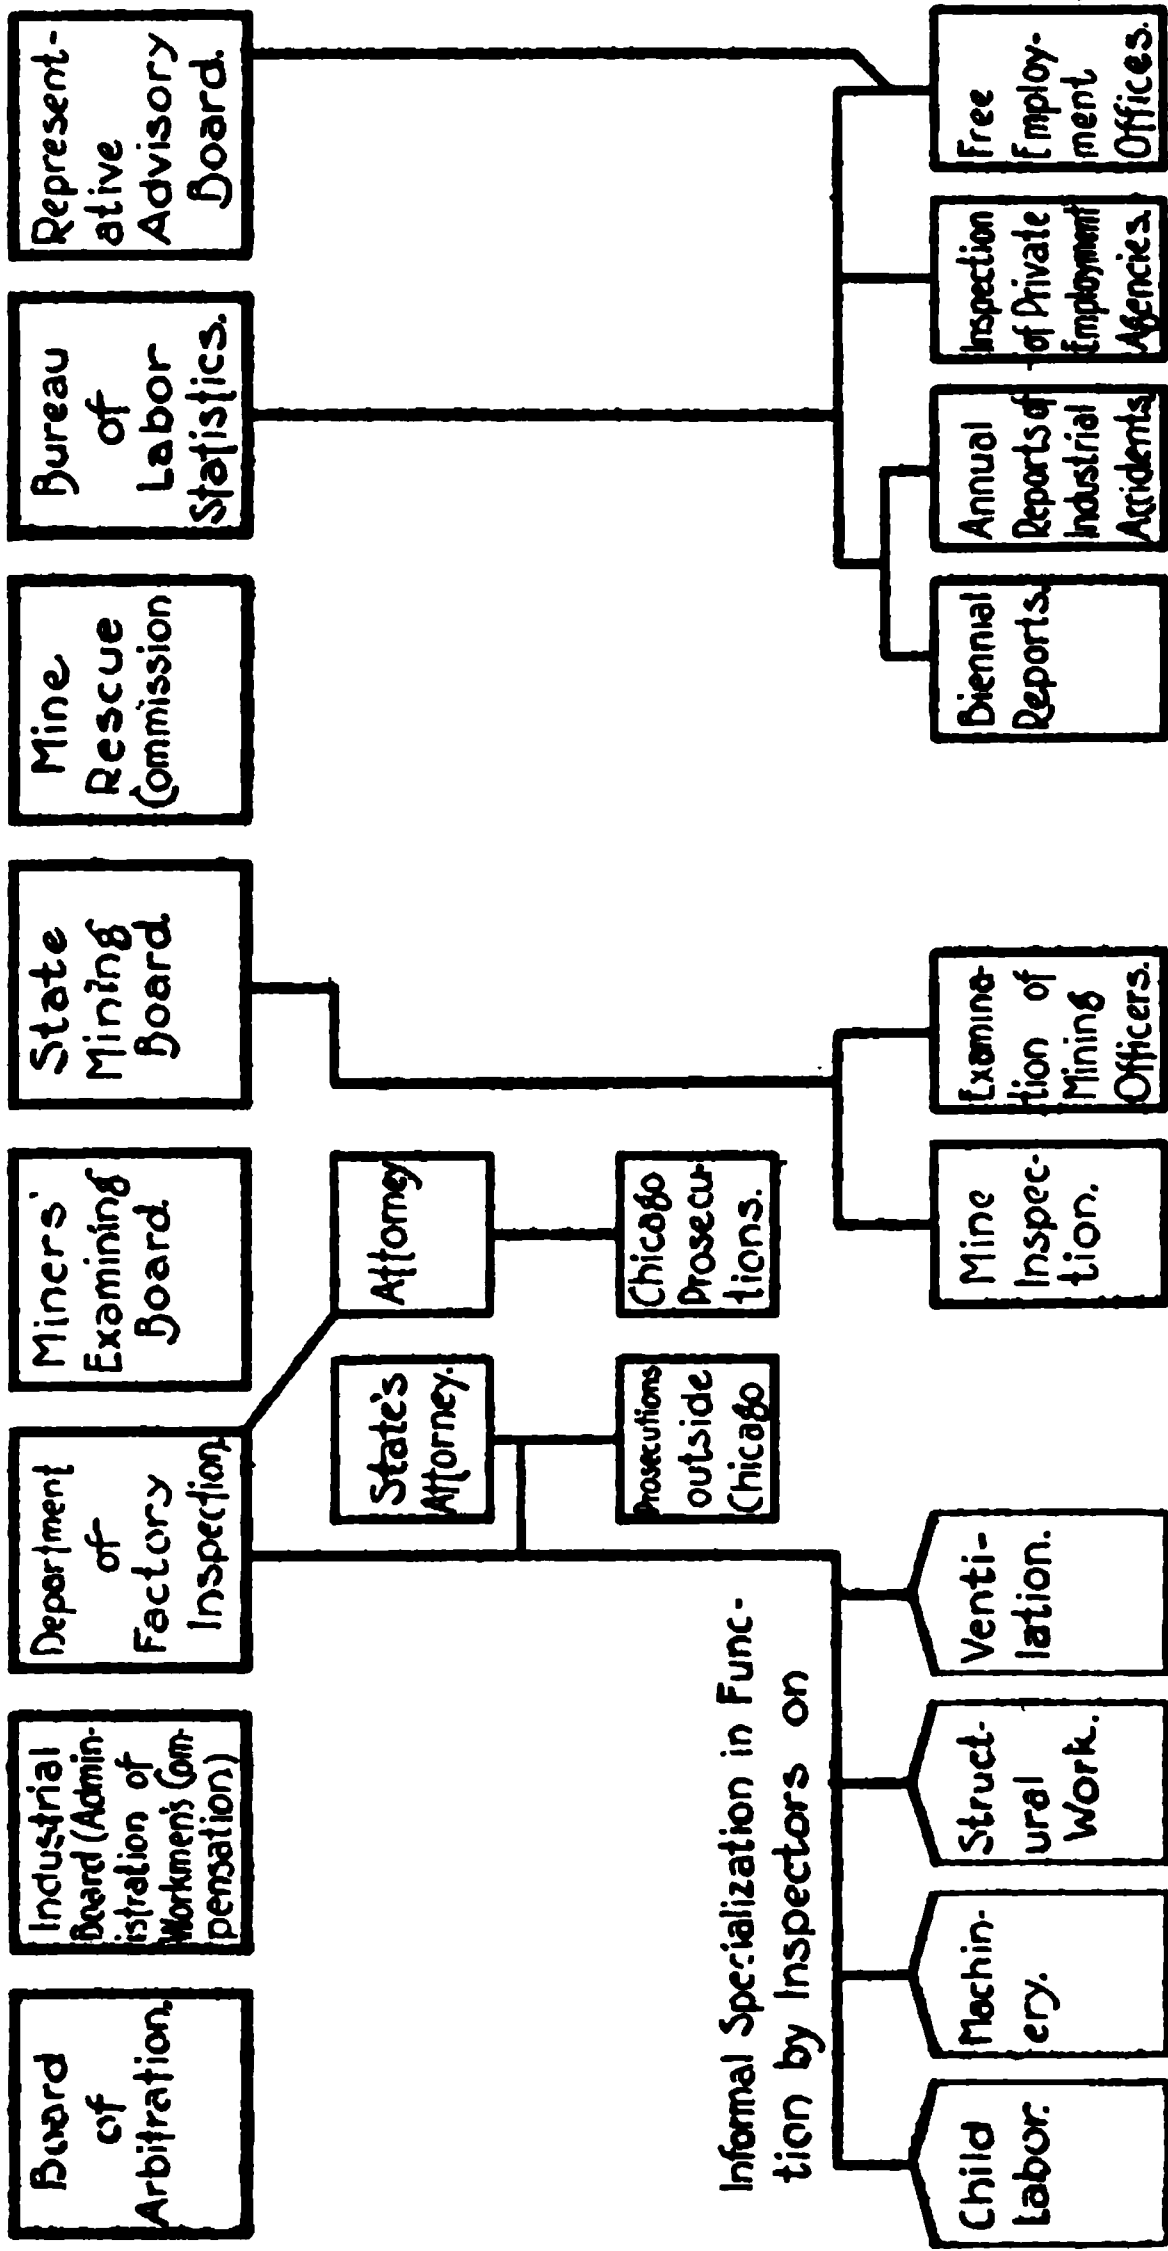 Board
of
Arbitration.
Industrial
Board (Admin-
istration of
Workmen's Com-
pensation)
Department
of
Factory
Inspection.
Miners'
Examining
Board.
State
Mining
Board.
Mine
Rescue
Commission
Bureau
of
Labor
Statistics.
Represent-
ative
Advisory
Board.
State's
Attorney.
Attorney
Prosecutions
outside
Chicago
Chicago
Prosecu-
tions.
Informal Specialization in Func-
tion by Inspectors on
Child
Labor.
Machin-
ery.
Struct-
ural
Work.
Venti-
lation.
Mine
Inspec-
tion.
Examina-
tion of
Mining
Officers.
Biennial
Reports.
Annual
Reports of
Industrial
Accidents
Inspection
of Private
Employment
Agencies.
Free
Employ-
ment
Offices.